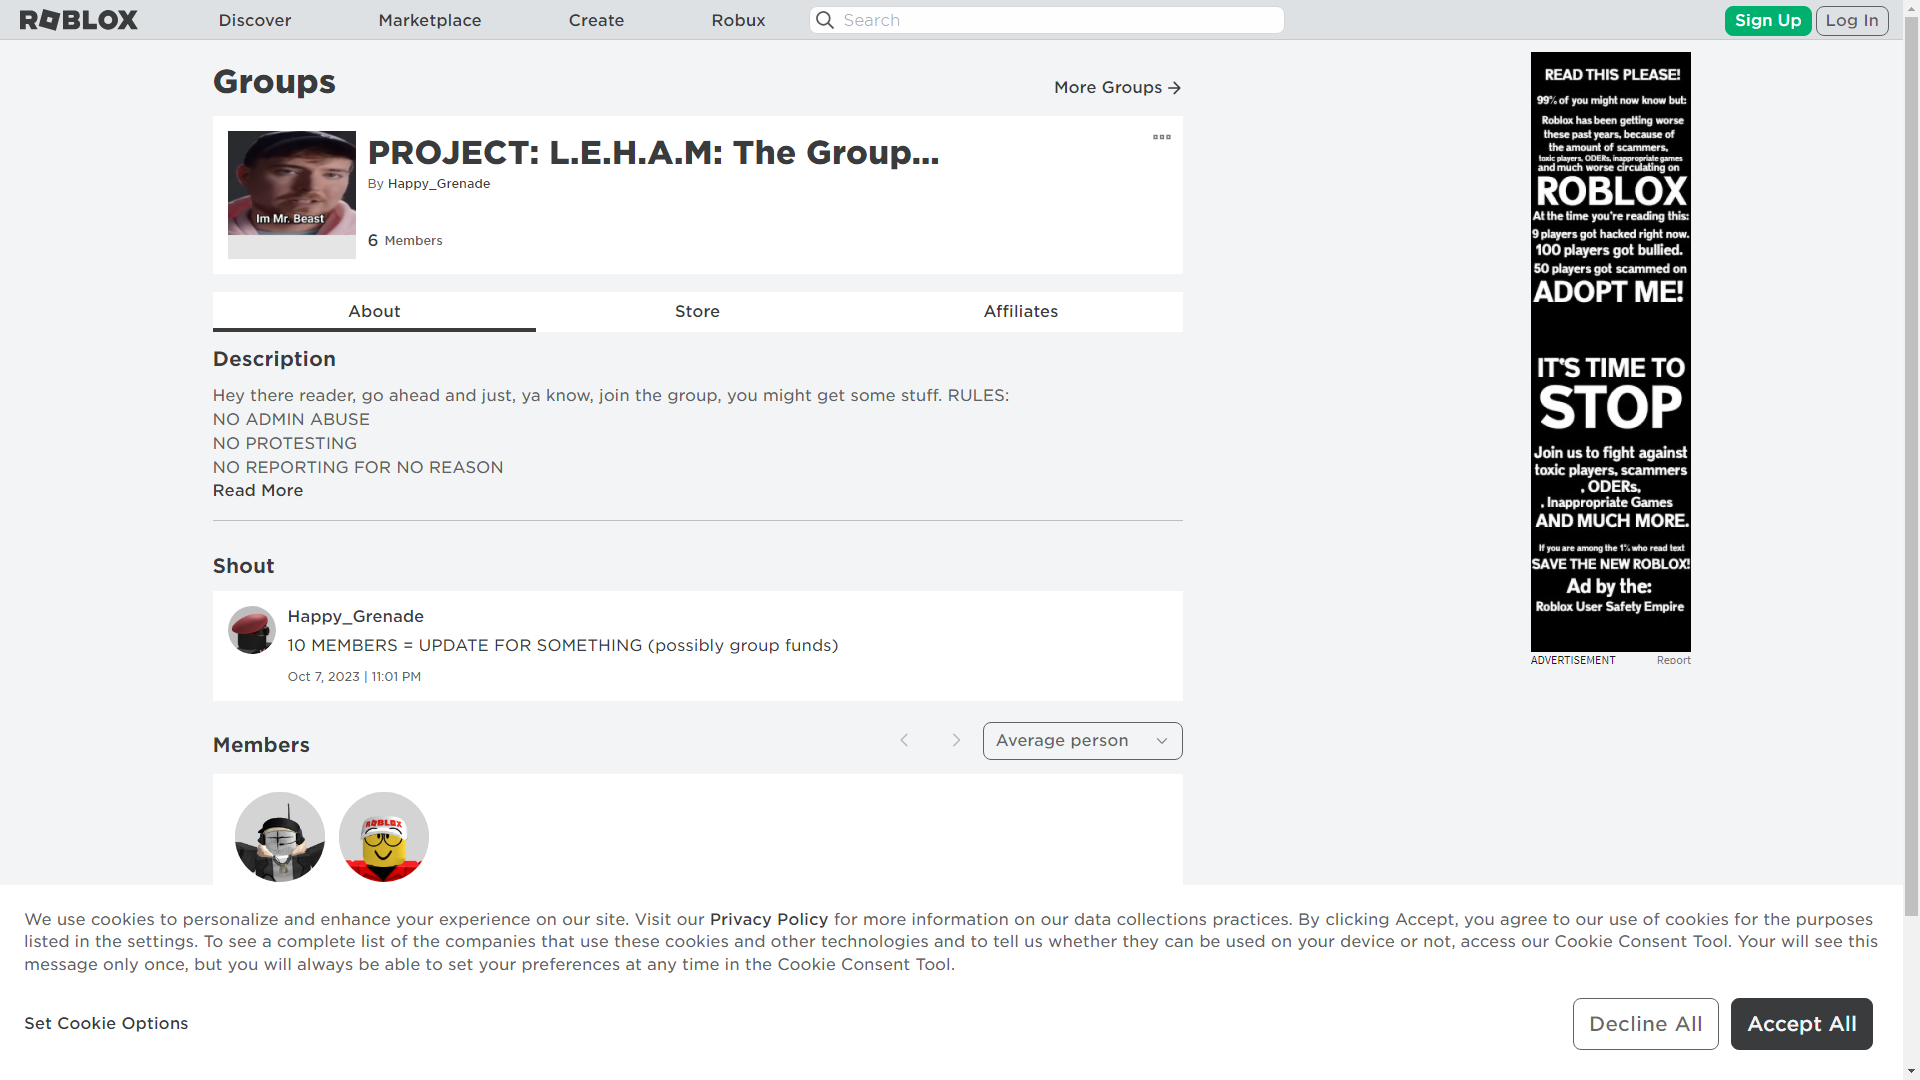 ROBLOX
Discover
Marketplace
Create
Robux
Search
Sign Up
Log In
Groups
More Groups
PROJECT: L.E.H.A.M: The Group...
By Happy_Grenade
Im Mr. Beast
6 Members
About
Store
Affiliates
Description
Hey there reader, go ahead and just, ya know, join the group, you might get some stuff. RULES:
NO ADMIN ABUSE
NO PROTESTING
NO REPORTING FOR NO REASON
Read More
Shout
Happy_Grenade
10 MEMBERS = UPDATE FOR SOMETHING (possibly group funds)
Oct 7, 2023 | 11:01 PM
Members
Average person
ROBLOX
READ THIS PLEASE!
99% of you might now know but:
Roblox has been getting worse
these past years, because of
the amount of scammers,
toxic players, ODERs, inappropriate games
and much worse circulating on
ROBLOX
At the time you're reading this:
9 players got hacked right now.
100 players got bullied.
50 players got scammed on
ADOPT ME!
IT'S TIME TO
STOP
Join us to fight against
toxic players, scammers
, ODERs,
, Inappropriate Games
AND MUCH MORE.
If you are among the 1% who read text
SAVE THE NEW ROBLOX!
Ad by the:
Roblox User Safety Empire
ADVERTISEMENT
Report
We use cookies to personalize and enhance your experience on our site. Visit our Privacy Policy for more information on our data collections practices. By clicking Accept, you agree to our use of cookies for the purposes
listed in the settings. To see a complete list of the companies that use these cookies and other technologies and to tell us whether they can be used on your device or not, access our Cookie Consent Tool. Your will see this
message only once, but you will always be able to set your preferences at any time in the Cookie Consent Tool.
Set Cookie Options
Decline All
Accept All